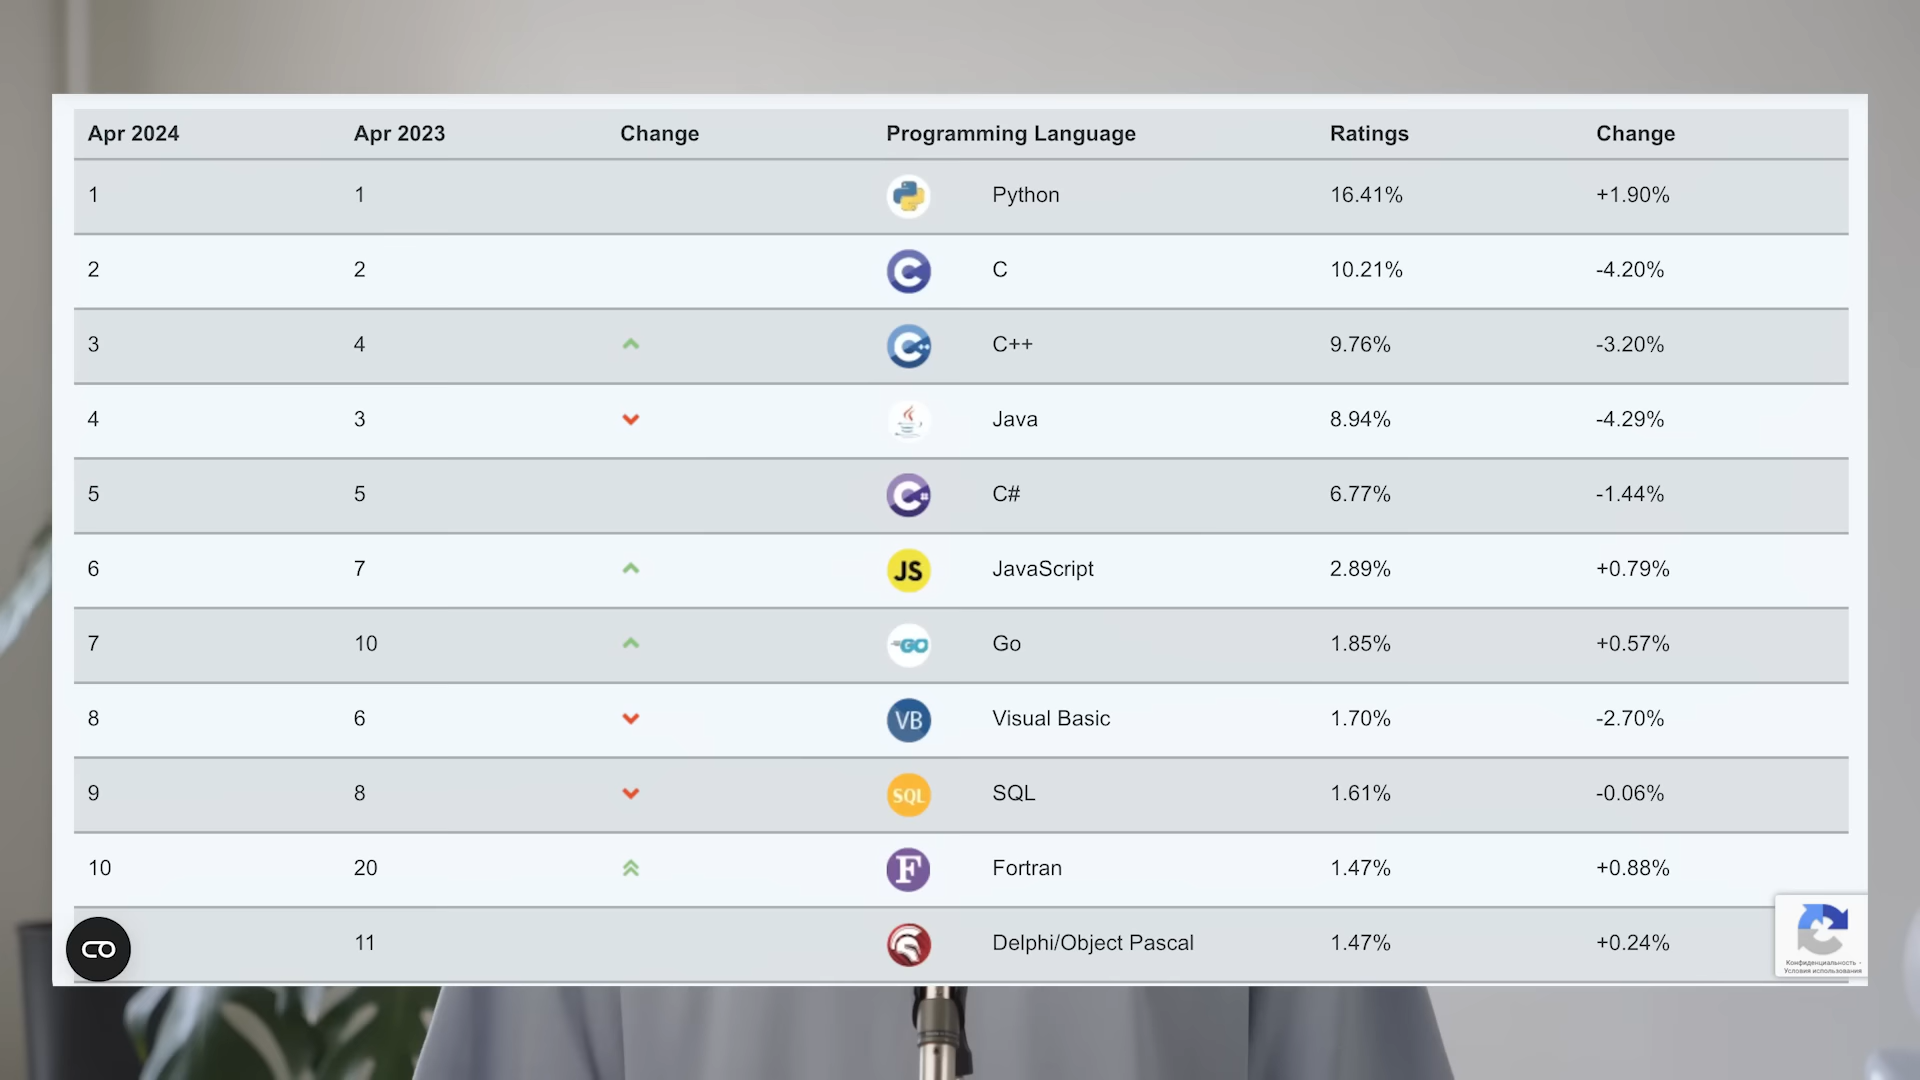 Apr 2024 Apr 2023 Change Programming Language Ratings Change
1 1 Python 16.41% +1.90%
2 2 C 10.21% -4.20%
3 4 C++ 9.76% -3.20%
4 3 Java 8.94% -4.29%
5 5 C# 6.77% -1.44%
6 7 JS JavaScript 2.89% +0.79%
7 10 GO Go 1.85% +0.57%
8 6 VB Visual Basic 1.70% -2.70%
9 8 SQL SQL 1.61% -0.06%
10 20 F Fortran 1.47% +0.88%
11 Delphi/Object Pascal 1.47% +0.24%
Конфиденциальность -
Условия использования